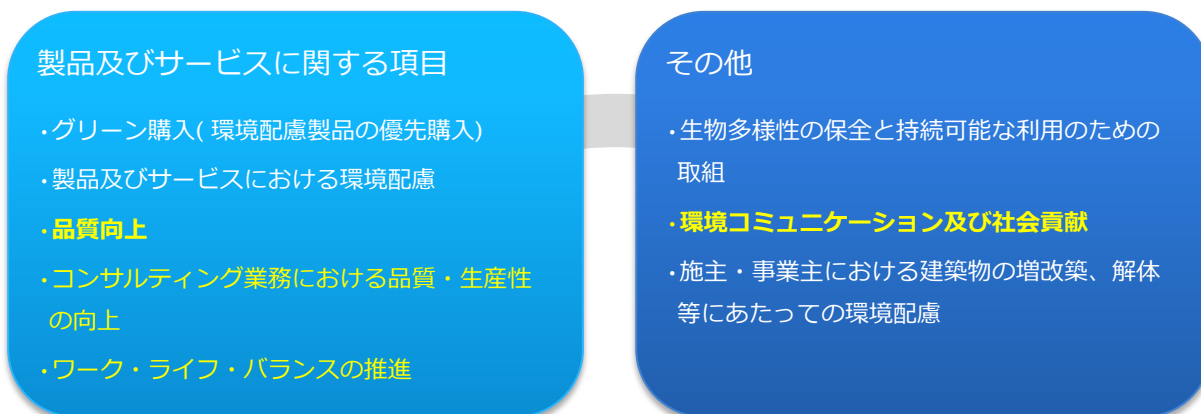 製品及びサービスに関する項目
・グリーン購入( 環境配慮製品の優先購入)
・製品及びサービスにおける環境配慮
・品質向上
・コンサルティング業務における品質・生産性
の向上
・ワーク・ライフ・バランスの推進
その他
・生物多様性の保全と持続可能な利用のための
取組
・環境コミュニケーション及び社会貢献
・施主・事業主における建築物の増改築、解体
等にあたっての環境配慮